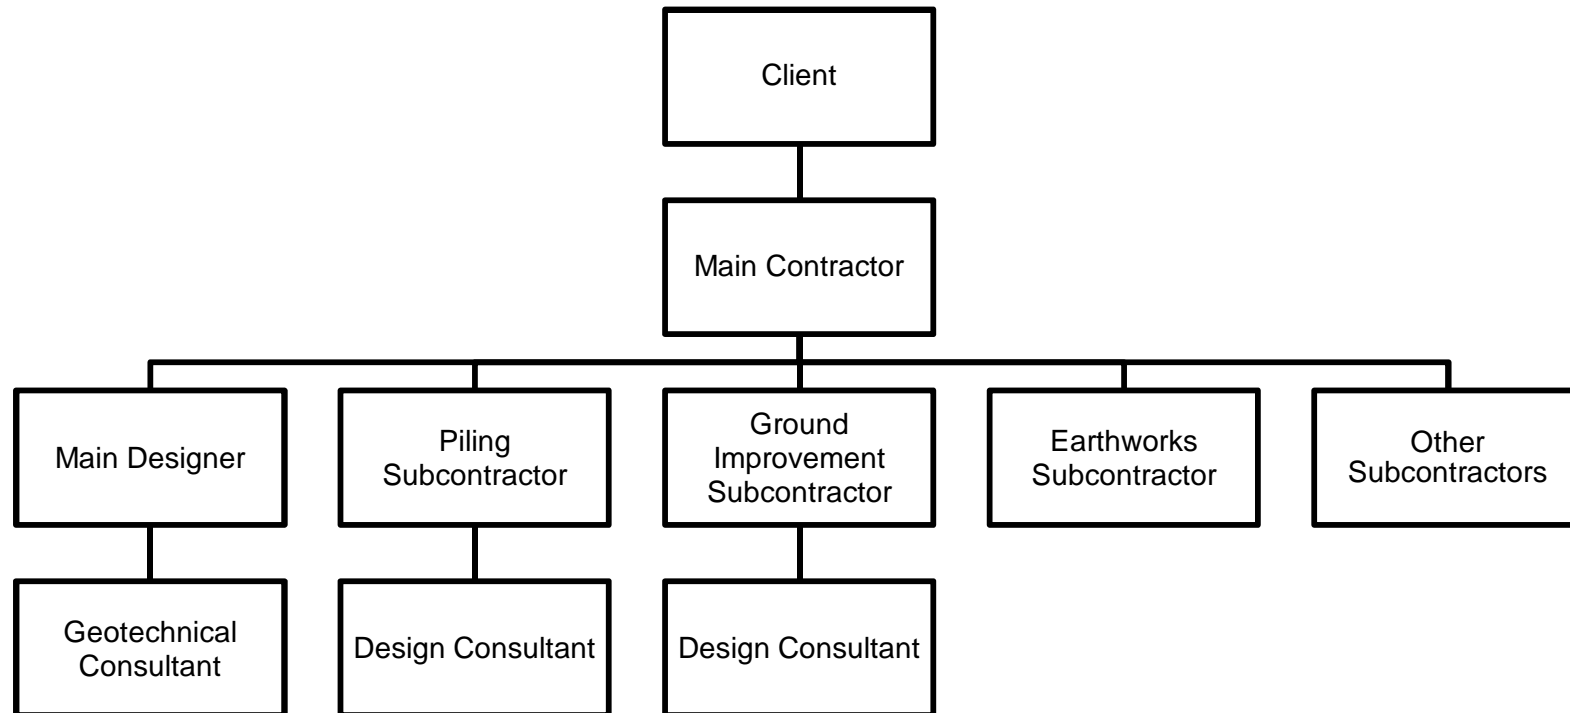 Client
Main Contractor
Main Designer
Piling
Subcontractor
Ground
Improvement
Subcontractor
Earthworks
Subcontractor
Other
Subcontractors
Geotechnical
Consultant
Design Consultant
Design Consultant